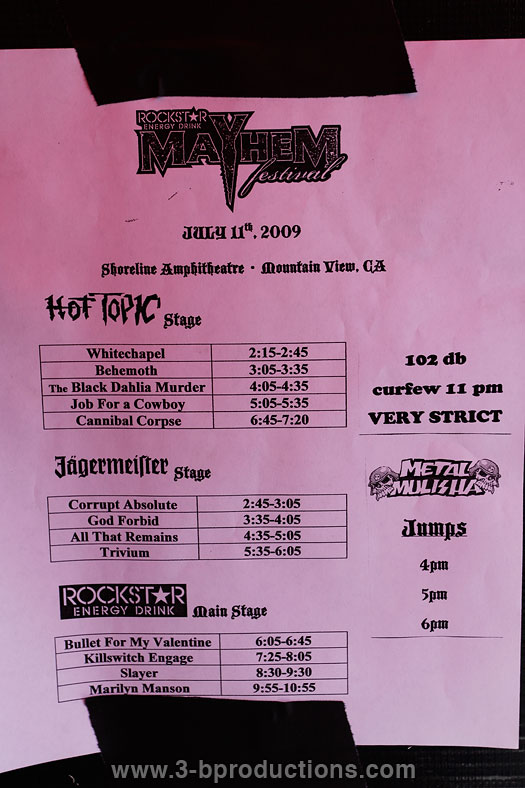 ROCKSTAR
ENERGY DRINK
MAYHEM
festival
JULY 11th, 2009
Shoreline Amphitheatre • Mountain View, CA
HOT TOPIC Stage
Whitechapel 2:15-2:45
Behemoth 3:05-3:35
The Black Dahlia Murder 4:05-4:35
Job For a Cowboy 5:05-5:35
Cannibal Corpse 6:45-7:20
102 db
curfew 11 pm
VERY STRICT
Jägermeister Stage
Corrupt Absolute 2:45-3:05
God Forbid 3:35-4:05
All That Remains 4:35-5:05
Trivium 5:35-6:05
METAL
MULISHA
Jumps
4pm
5pm
6pm
ROCKSTAR
ENERGY DRINK Main Stage
Bullet For My Valentine 6:05-6:45
Killswitch Engage 7:25-8:05
Slayer 8:30-9:30
Marilyn Manson 9:55-10:55
www.3-bproductions.com